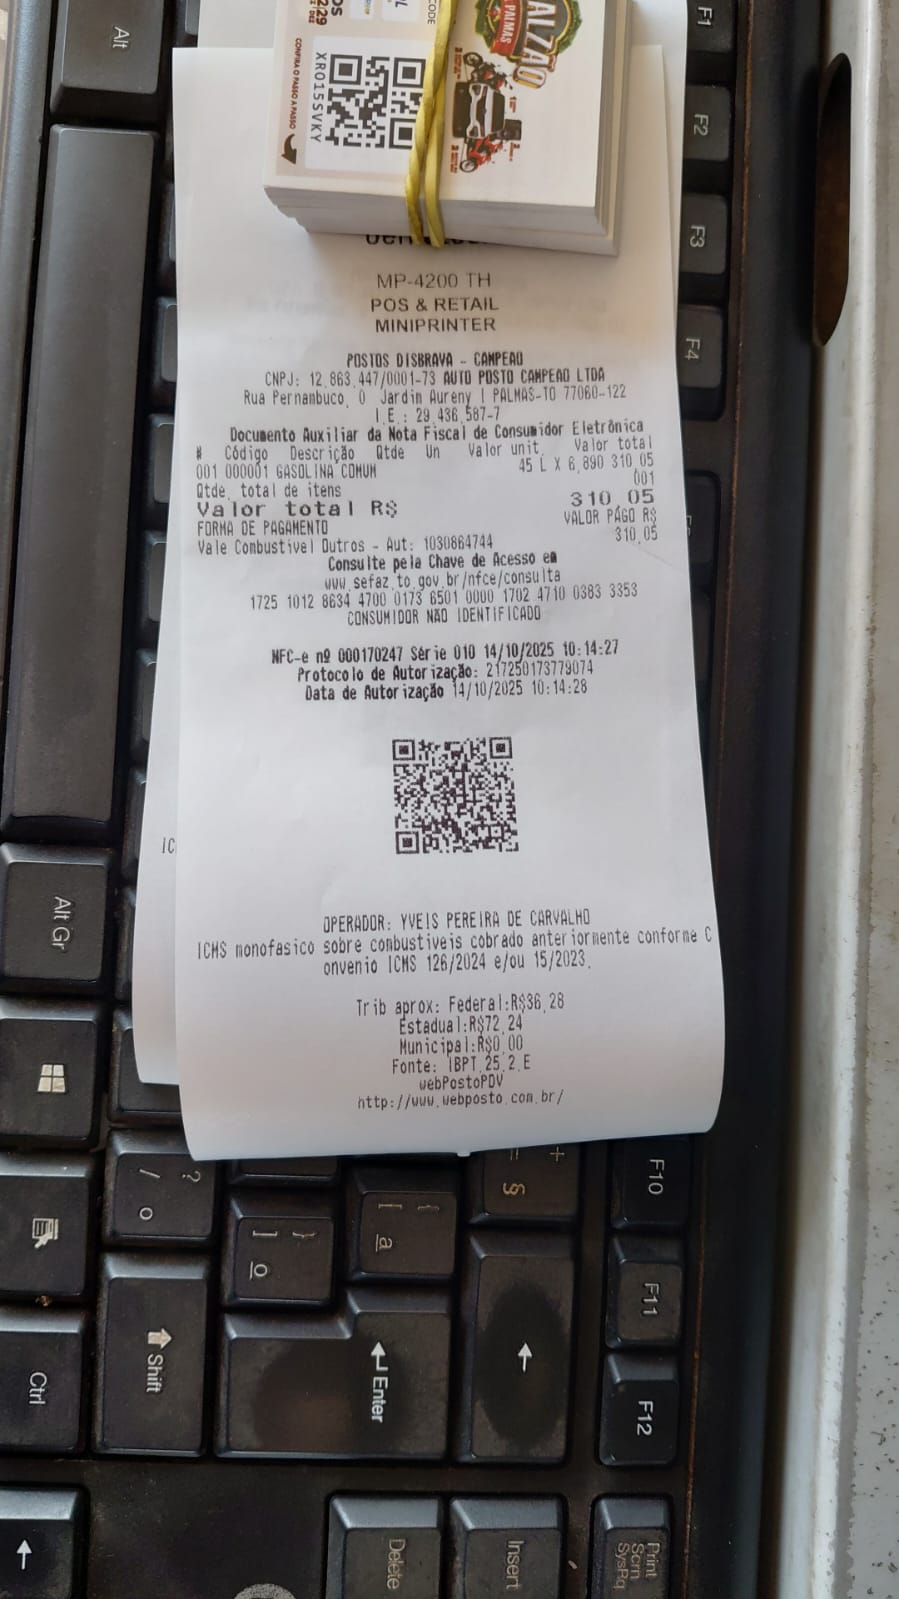 ALZÃO
PALMAS
CONFIRA O PASSO A PASSO
XRO15SVKY
MP-4200 TH
POS & RETAIL
MINIPRINTER
POSTOS DISBRAVA - CAMPEAO
CNPJ: 12.863.447/0001-73 AUTO POSTO CAMPEAO LTDA
Rua Pernambuco, 0 Jardim Aureny I PALMAS-TO 77060-122
I.E.: 29.436.587-7
Documento Auxiliar da Nota Fiscal de Consumidor Eletrônica
# Código Descrição Qtde Un Valor unit. Valor total
001 000001 GASOLINA COMUM 45 L X 6,890 310,05
Qtde. total de itens 001
Valor total R$ 310,05
FORMA DE PAGAMENTO VALOR PAGO R$
Vale Combustível Outros - Aut: 1030864744 310,05
Consulte pela Chave de Acesso em
www.sefaz.to.gov.br/nfce/consulta
1725 1012 8634 4700 0173 6501 0000 1702 4710 0383 3353
CONSUMIDOR NÃO IDENTIFICADO
NFC-e nº 000170247 Série 010 14/10/2025 10:14:27
Protocolo de Autorização: 217250173779074
Data de Autorização 14/10/2025 10:14:28
OPERADOR: YVEIS PEREIRA DE CARVALHO
ICMS monofasico sobre combustiveis cobrado anteriormente conforme C
onvenio ICMS 126/2024 e/ou 15/2023.
Trib aprox: Federal:R$36,28
Estadual:R$72,24
Municipal:R$0,00
Fonte: IBPT 25.2.E
webPostoPDV
http://www.webposto.com.br/
IC
Alt
Alt Gr
Ctrl
Shift
Enter
F1
F2
F3
F4
F10
F11
F12
Delete
Insert
Print
Scrn
SysRq